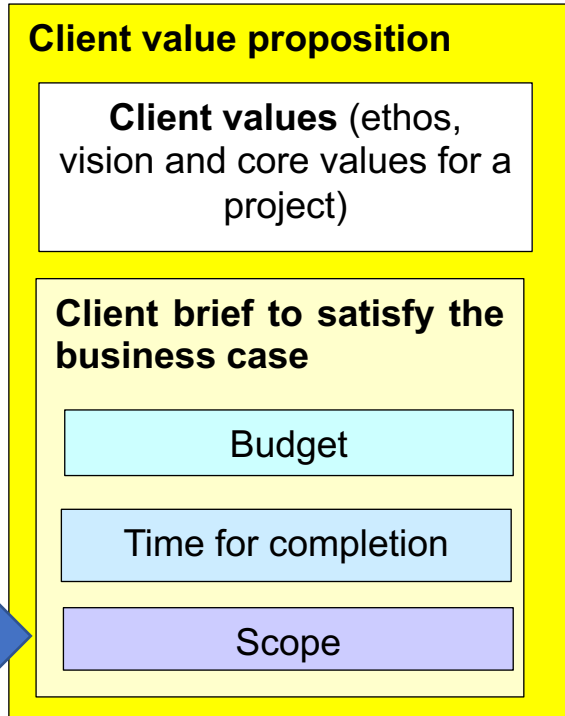 Client value proposition
Client values (ethos,
vision and core values for a
project)
Client brief to satisfy the
business case
Budget
Time for completion
Scope